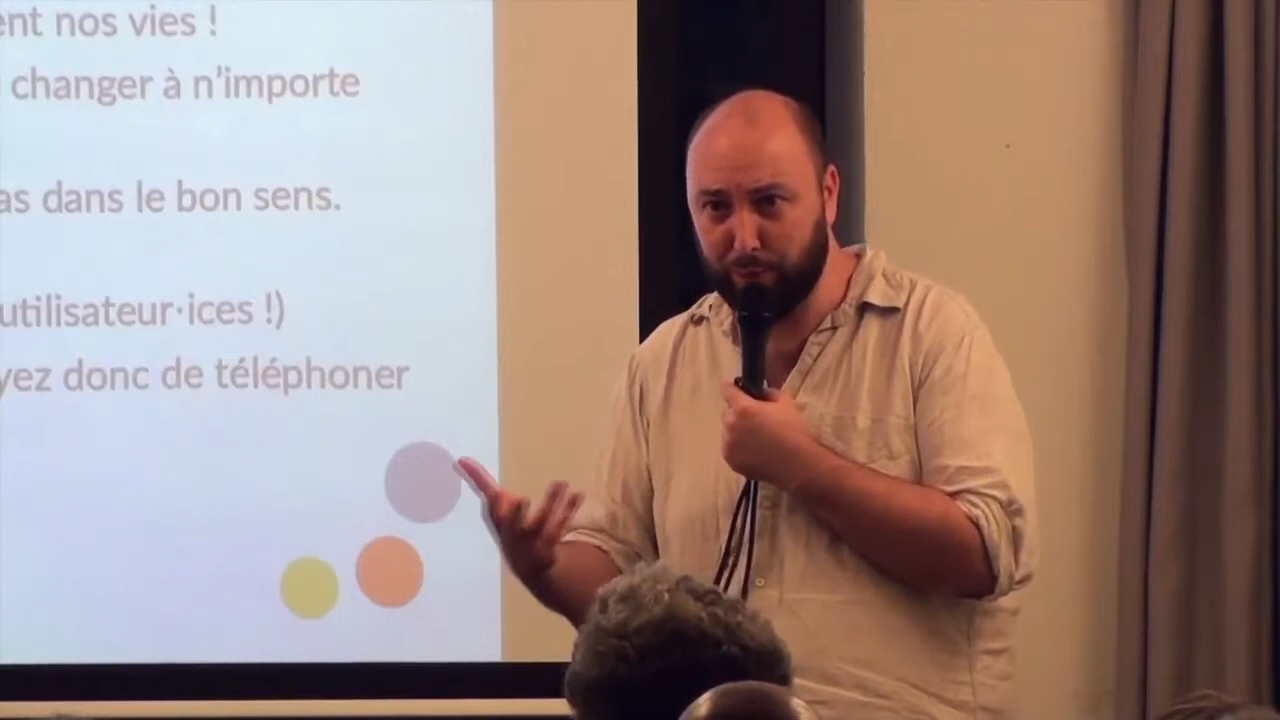 ent nos vies !
changer à n'importe
as dans le bon sens.
utilisateur·ices !)
yez donc de téléphoner